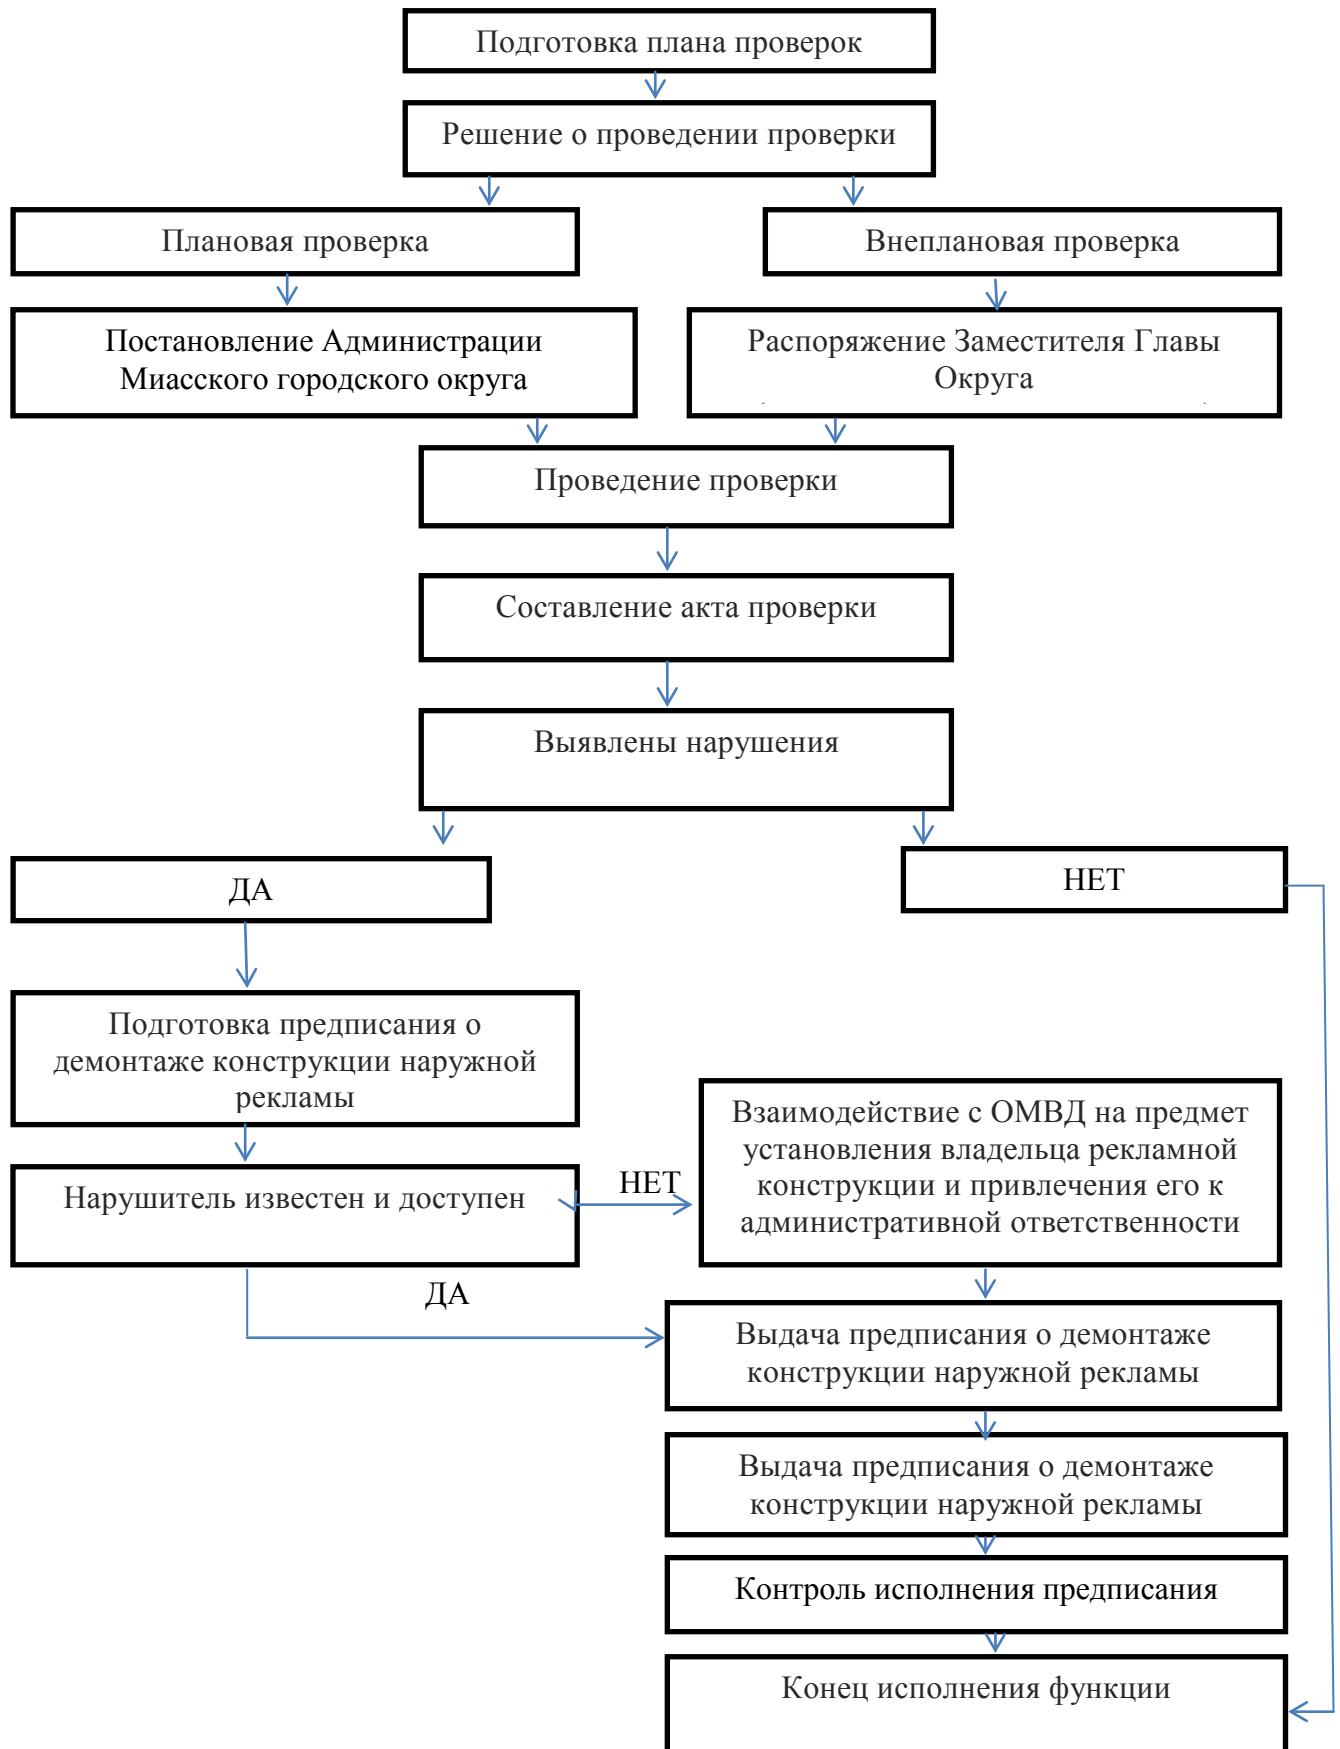 Подготовка плана проверок
Решение о проведении проверки
Плановая проверка
Внеплановая проверка
Постановление Администрации
Миасского городского округа
Распоряжение Заместителя Главы
Округа
Проведение проверки
Составление акта проверки
Выявлены нарушения
ДА
НЕТ
Подготовка предписания о
демонтаже конструкции наружной
рекламы
Взаимодействие с ОМВД на предмет
установления владельца рекламной
конструкции и привлечения его к
административной ответственности
Нарушитель известен и доступен
НЕТ
ДА
Выдача предписания о демонтаже
конструкции наружной рекламы
Выдача предписания о демонтаже
конструкции наружной рекламы
Контроль исполнения предписания
Конец исполнения функции